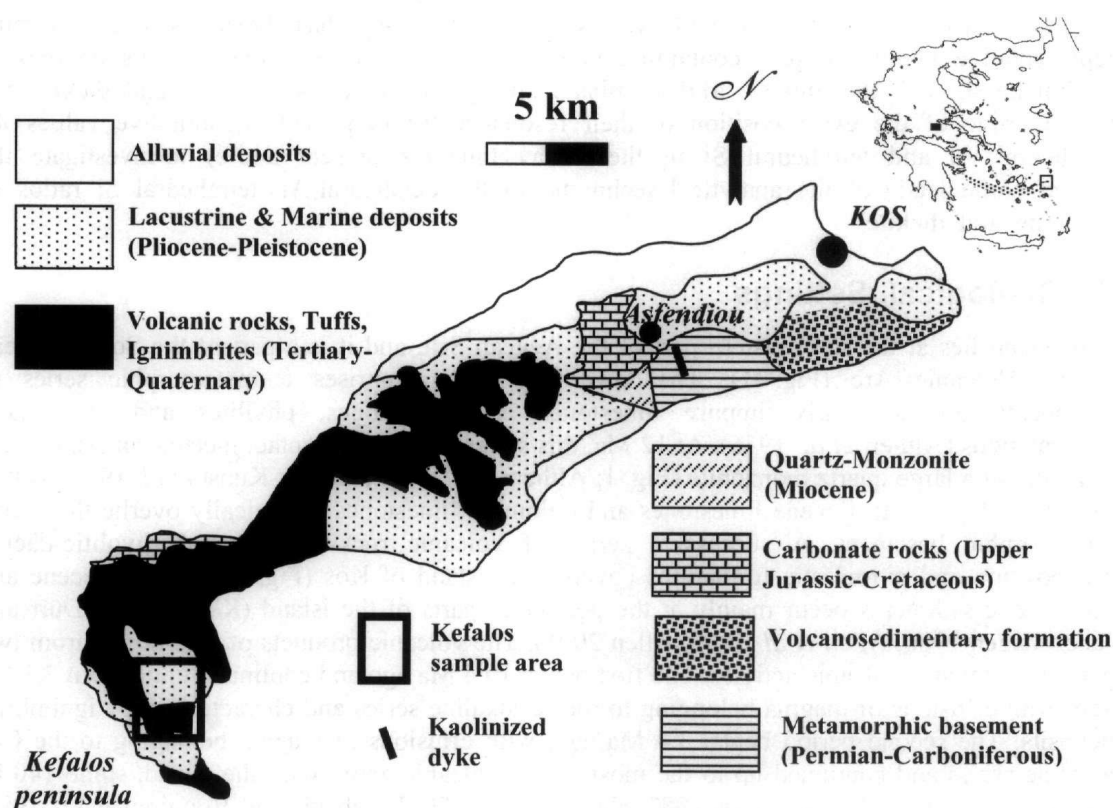 5 km
N
KOS
Asfendiou
Kefalos
peninsula
Alluvial deposits
Lacustrine & Marine deposits
(Pliocene-Pleistocene)
Volcanic rocks, Tuffs,
Ignimbrites (Tertiary-
Quaternary)
Kefalos
sample area
Kaolinized
dyke
Quartz-Monzonite
(Miocene)
Carbonate rocks (Upper
Jurassic-Cretaceous)
Volcanosedimentary formation
Metamorphic basement
(Permian-Carboniferous)